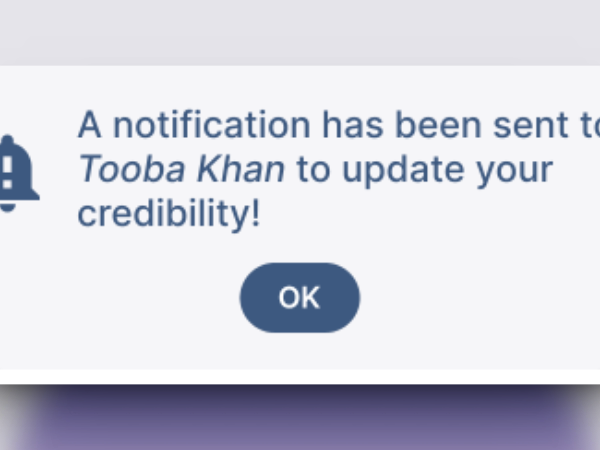 A notification has been sent to
Tooba Khan to update your
credibility!
OK